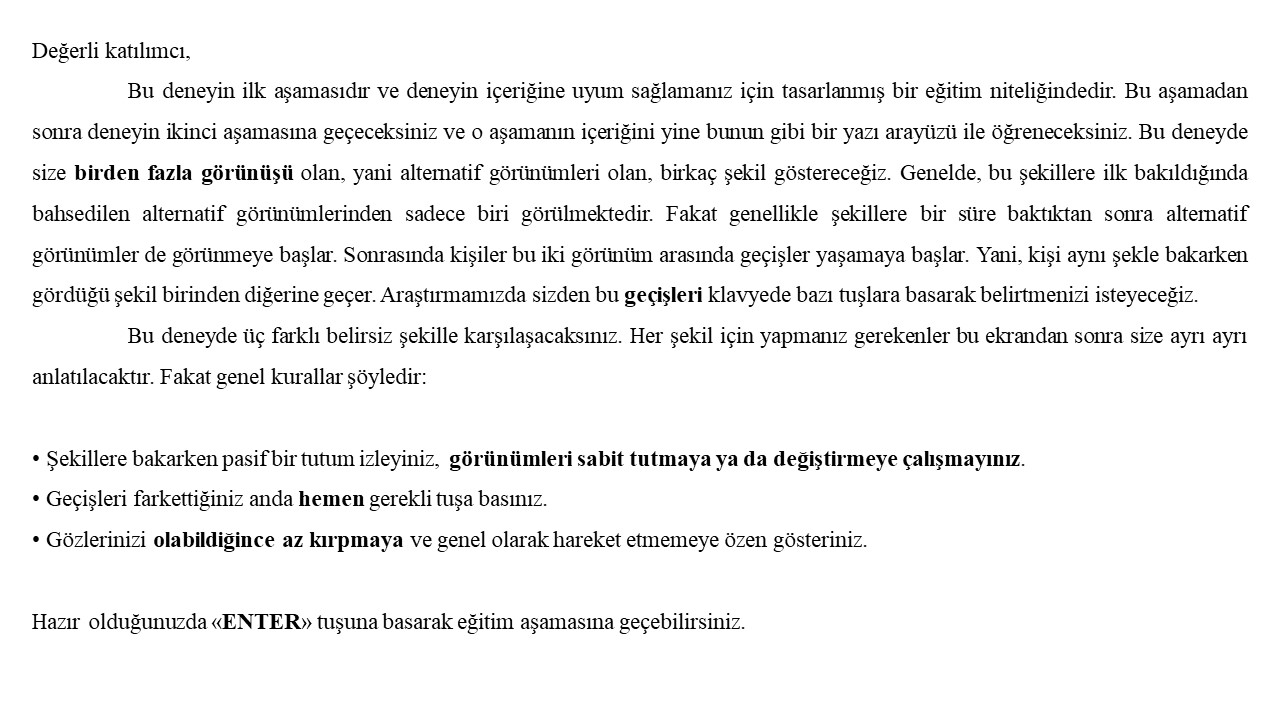 Değerli katılımcı,
Bu deneyin ilk aşamasıdır ve deneyin içeriğine uyum sağlamanız için tasarlanmış bir eğitim niteliğindedir. Bu aşamadan
sonra deneyin ikinci aşamasına geçeceksiniz ve o aşamanın içeriğini yine bunun gibi bir yazı arayüzü ile öğreneceksiniz. Bu deneyde
size birden fazla görünüşü olan, yani alternatif görünümleri olan, birkaç şekil göstereceğiz. Genelde, bu şekillere ilk bakıldığında
bahsedilen alternatif görünümlerinden sadece biri görülmektedir. Fakat genellikle şekillere bir süre baktıktan sonra alternatif
görünümler de görünmeye başlar. Sonrasında kişiler bu iki görünüm arasında geçişler yaşamaya başlar. Yani, kişi aynı şekle bakarken
gördüğü şekil birinden diğerine geçer. Araştırmamızda sizden bu geçişleri klavyede bazı tuşlara basarak belirtmenizi isteyeceğiz.
Bu deneyde üç farklı belirsiz şekille karşılaşacaksınız. Her şekil için yapmanız gerekenler bu ekrandan sonra size ayrı ayrı
anlatılacaktır. Fakat genel kurallar şöyledir:
• Şekillere bakarken pasif bir tutum izleyiniz, görünümleri sabit tutmaya ya da değiştirmeye çalışmayınız.
• Geçişleri farkettiğiniz anda hemen gerekli tuşa basınız.
• Gözlerinizi olabildiğince az kırpmaya ve genel olarak hareket etmemeye özen gösteriniz.
Hazır olduğunuzda «ENTER» tuşuna basarak eğitim aşamasına geçebilirsiniz.